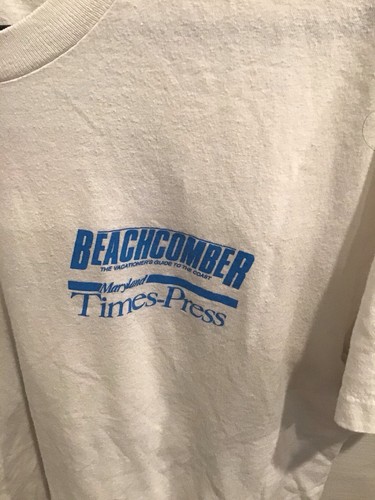 BEACHCOMBER
THE VACATIONER'S GUIDE TO THE COAST
Maryland
Times-Press